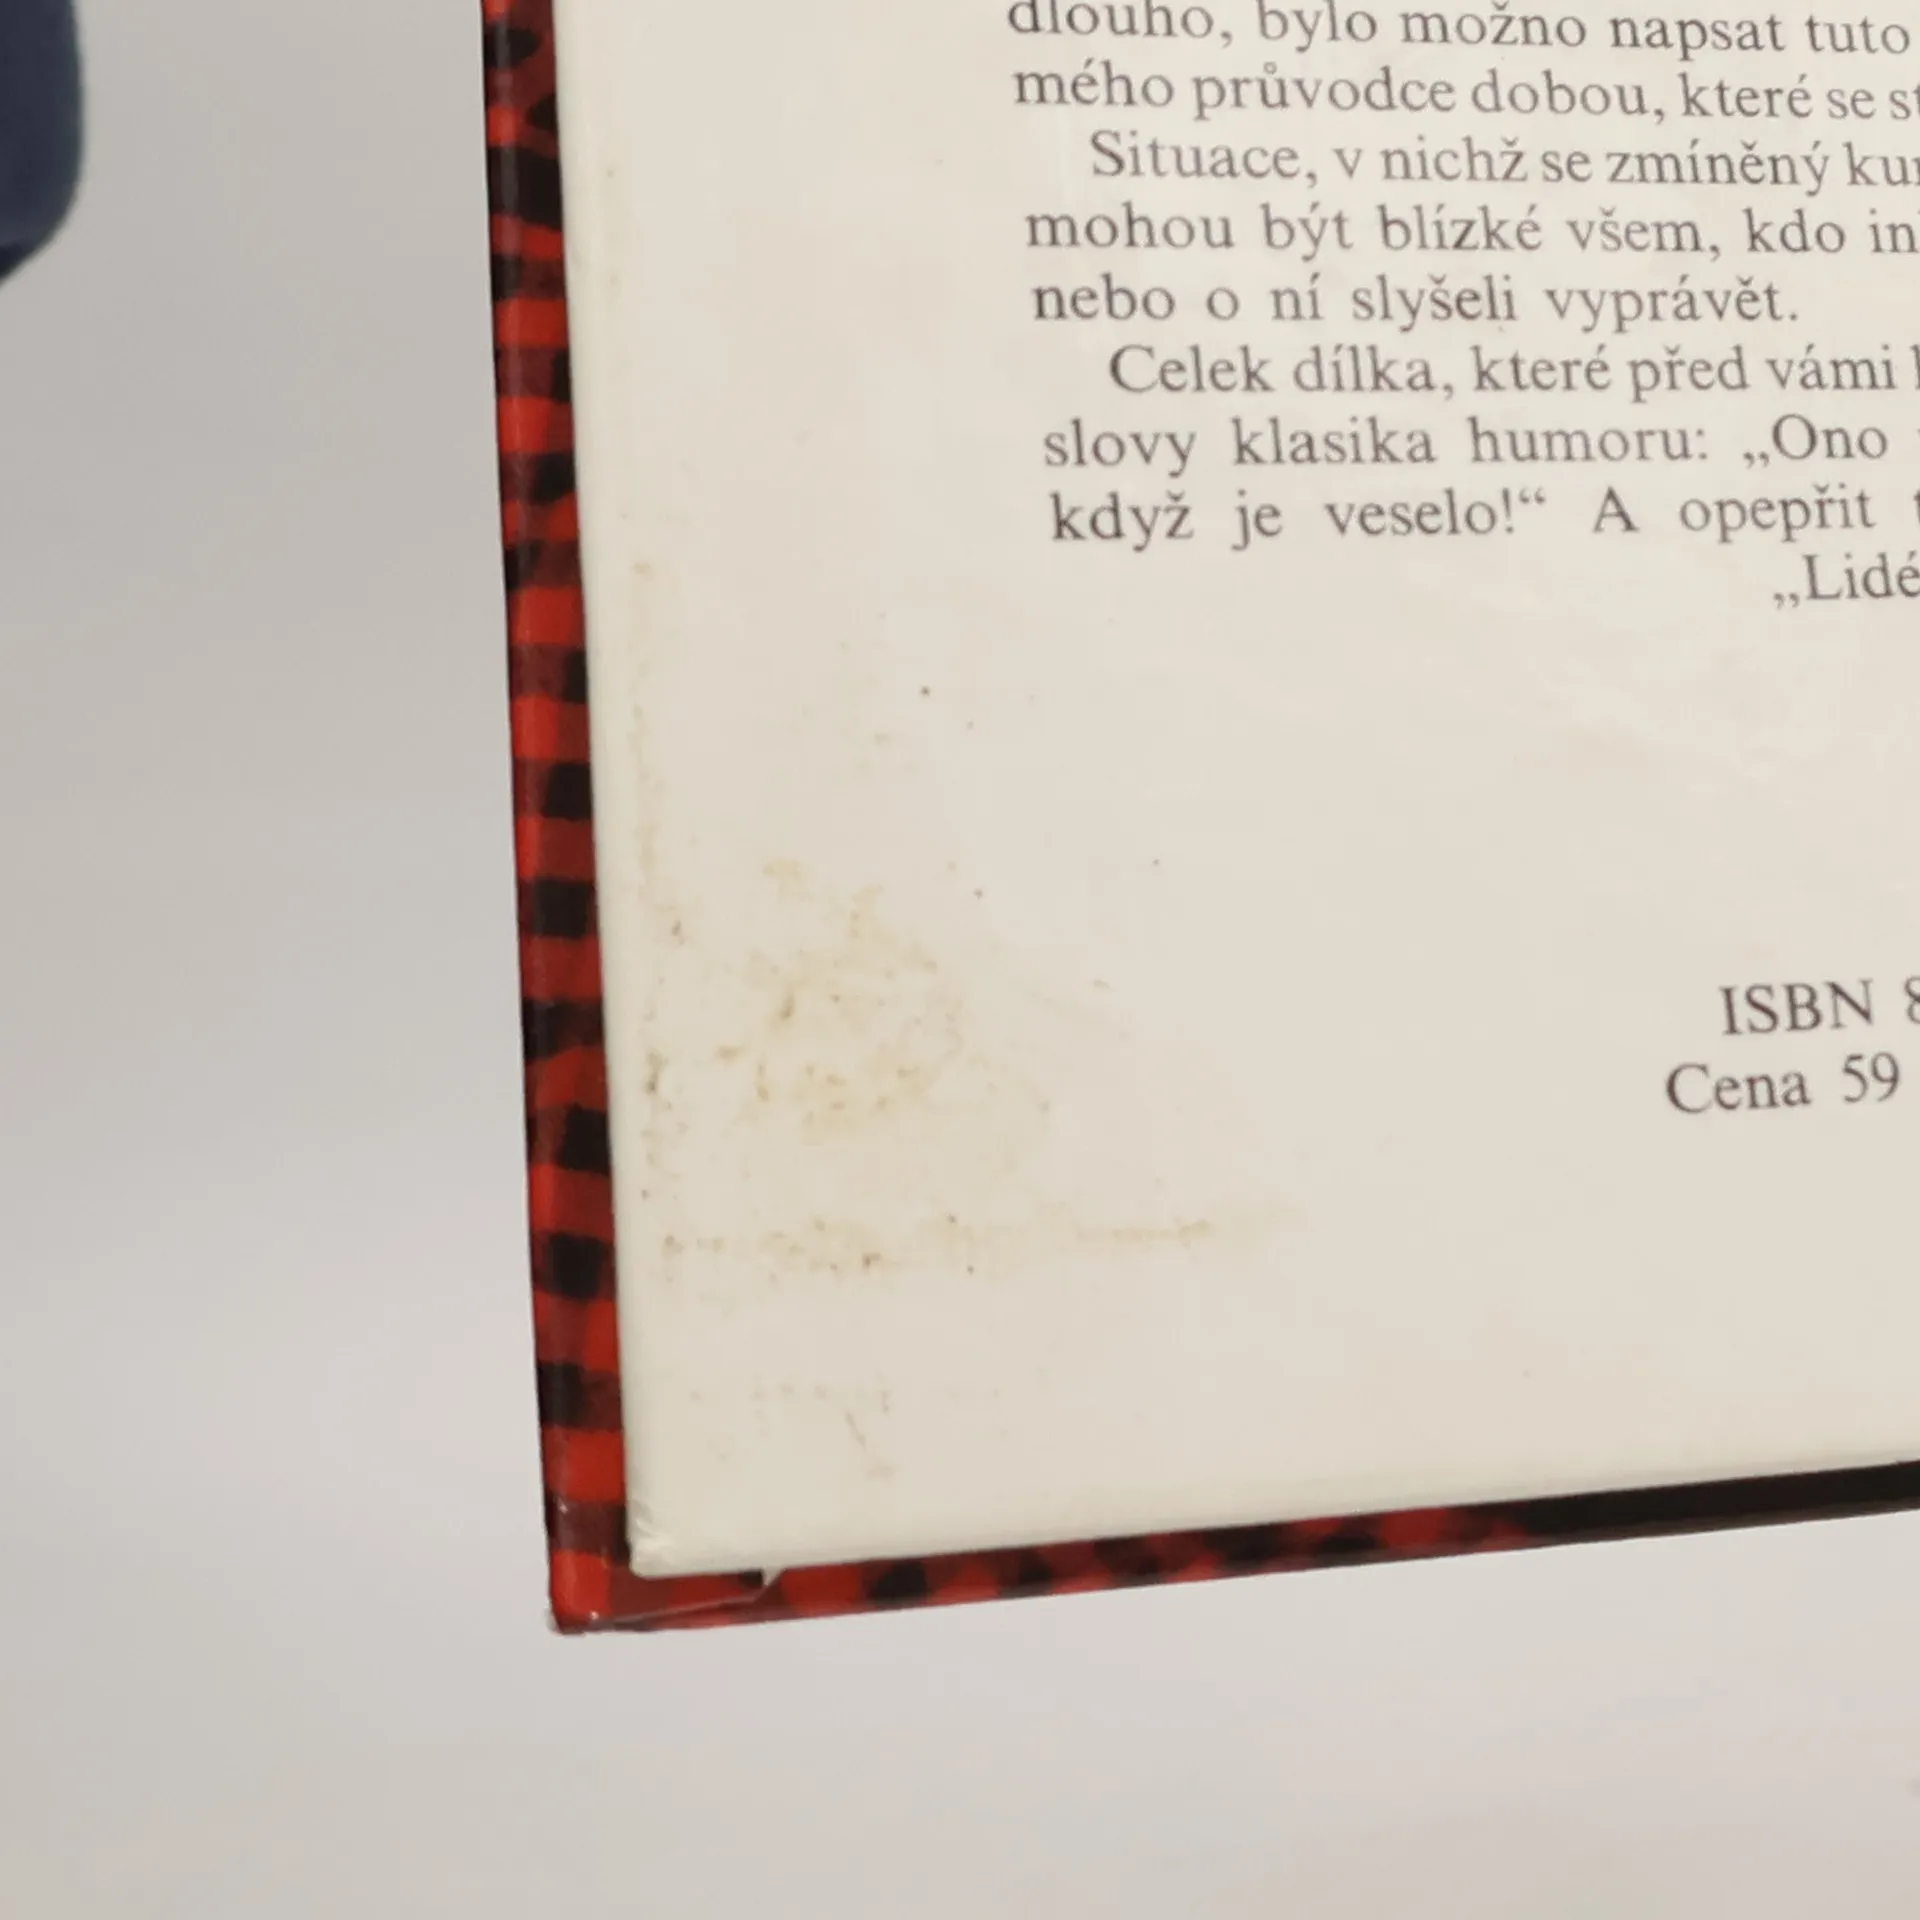 dlouho, bylo možno napsat tuto
mého průvodce dobou, které se
Situace, v nichž se zmíněný
mohou být blízké všem, kdo
nebo o ní slyšeli vyprávět.
Celek dílka, které před vámi
slovy klasika humoru: „Ono
když je veselo!“ A opepřit
„Lidé
ISBN 8
Cena 59